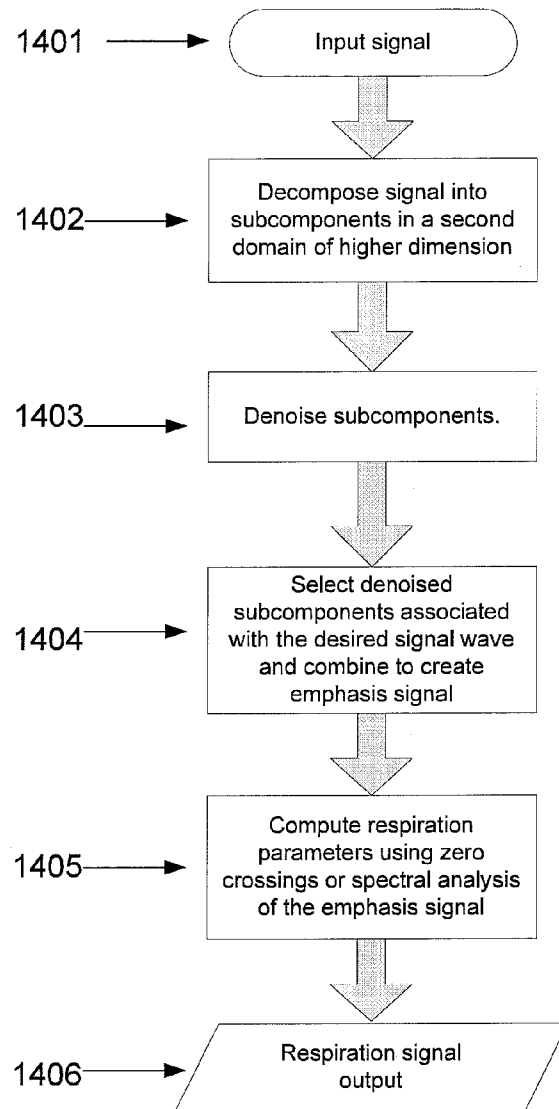 1401
Input signal
1402
Decompose signal into
subcomponents in a second
domain of higher dimension
1403
Denoise subcomponents.
1404
Select denoised
subcomponents associated
with the desired signal wave
and combine to create
emphasis signal
1405
Compute respiration
parameters using zero
crossings or spectral analysis
of the emphasis signal
1406
Respiration signal
output